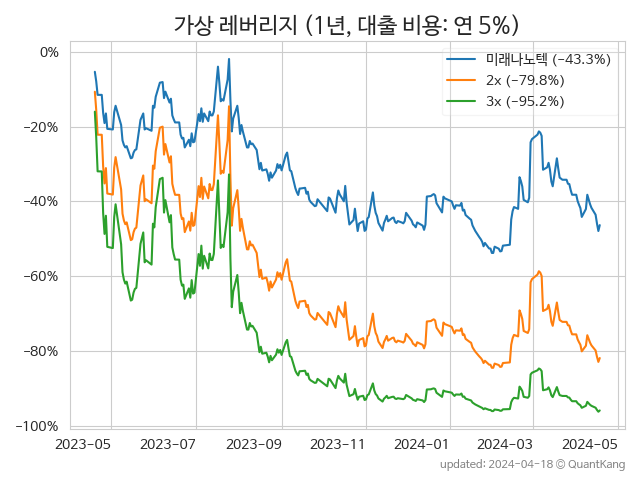 가상 레버리지 (1년, 대출 비용: 연 5%)
미래나노텍 (−43.3%)
2x (−79.8%)
3x (−95.2%)
0%
−20%
−40%
−60%
−80%
−100%
2023-05 2023-07 2023-09 2023-11 2024-01 2024-03 2024-05
updated: 2024-04-18 © QuantKang